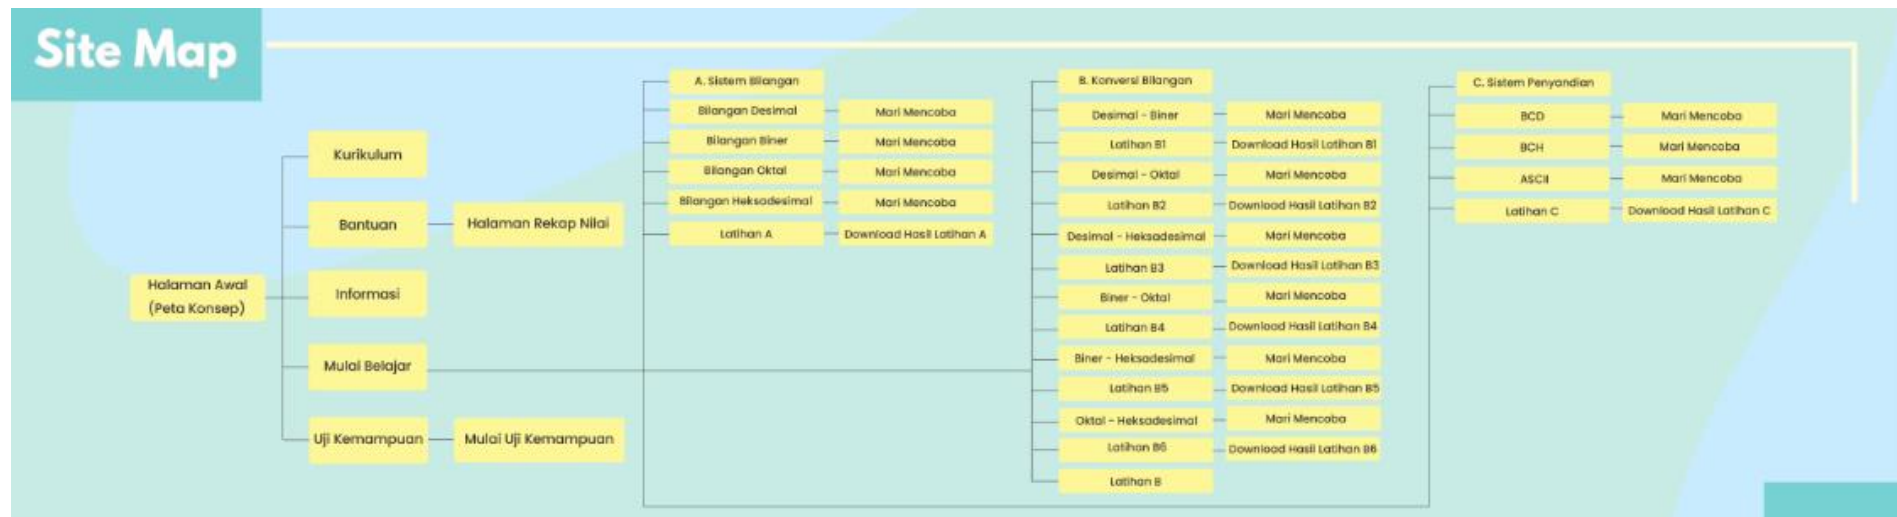 Site Map
Halaman Awal
(Peta Konsep)
Kurikulum
Bantuan
Halaman Rekap Nilai
Informasi
Mulai Belajar
Uji Kemampuan
Mulai Uji Kemampuan
A. Sistem Bilangan
Bilangan Desimal
Mari Mencoba
Bilangan Biner
Mari Mencoba
Bilangan Oktal
Mari Mencoba
Bilangan Heksadesimal
Mari Mencoba
Latihan A
Download Hasil Latihan A
B. Konversi Bilangan
Desimal - Biner
Mari Mencoba
Latihan B1
Download Hasil Latihan B1
Desimal - Oktal
Mari Mencoba
Latihan B2
Download Hasil Latihan B2
Desimal - Heksadesimal
Mari Mencoba
Latihan B3
Download Hasil Latihan B3
Biner - Oktal
Mari Mencoba
Latihan B4
Download Hasil Latihan B4
Biner - Heksadesimal
Mari Mencoba
Latihan B5
Download Hasil Latihan B5
Oktal - Heksadesimal
Mari Mencoba
Latihan B6
Download Hasil Latihan B6
Latihan B
C. Sistem Penyandian
BCD
Mari Mencoba
BCH
Mari Mencoba
ASCII
Mari Mencoba
Latihan C
Download Hasil Latihan C